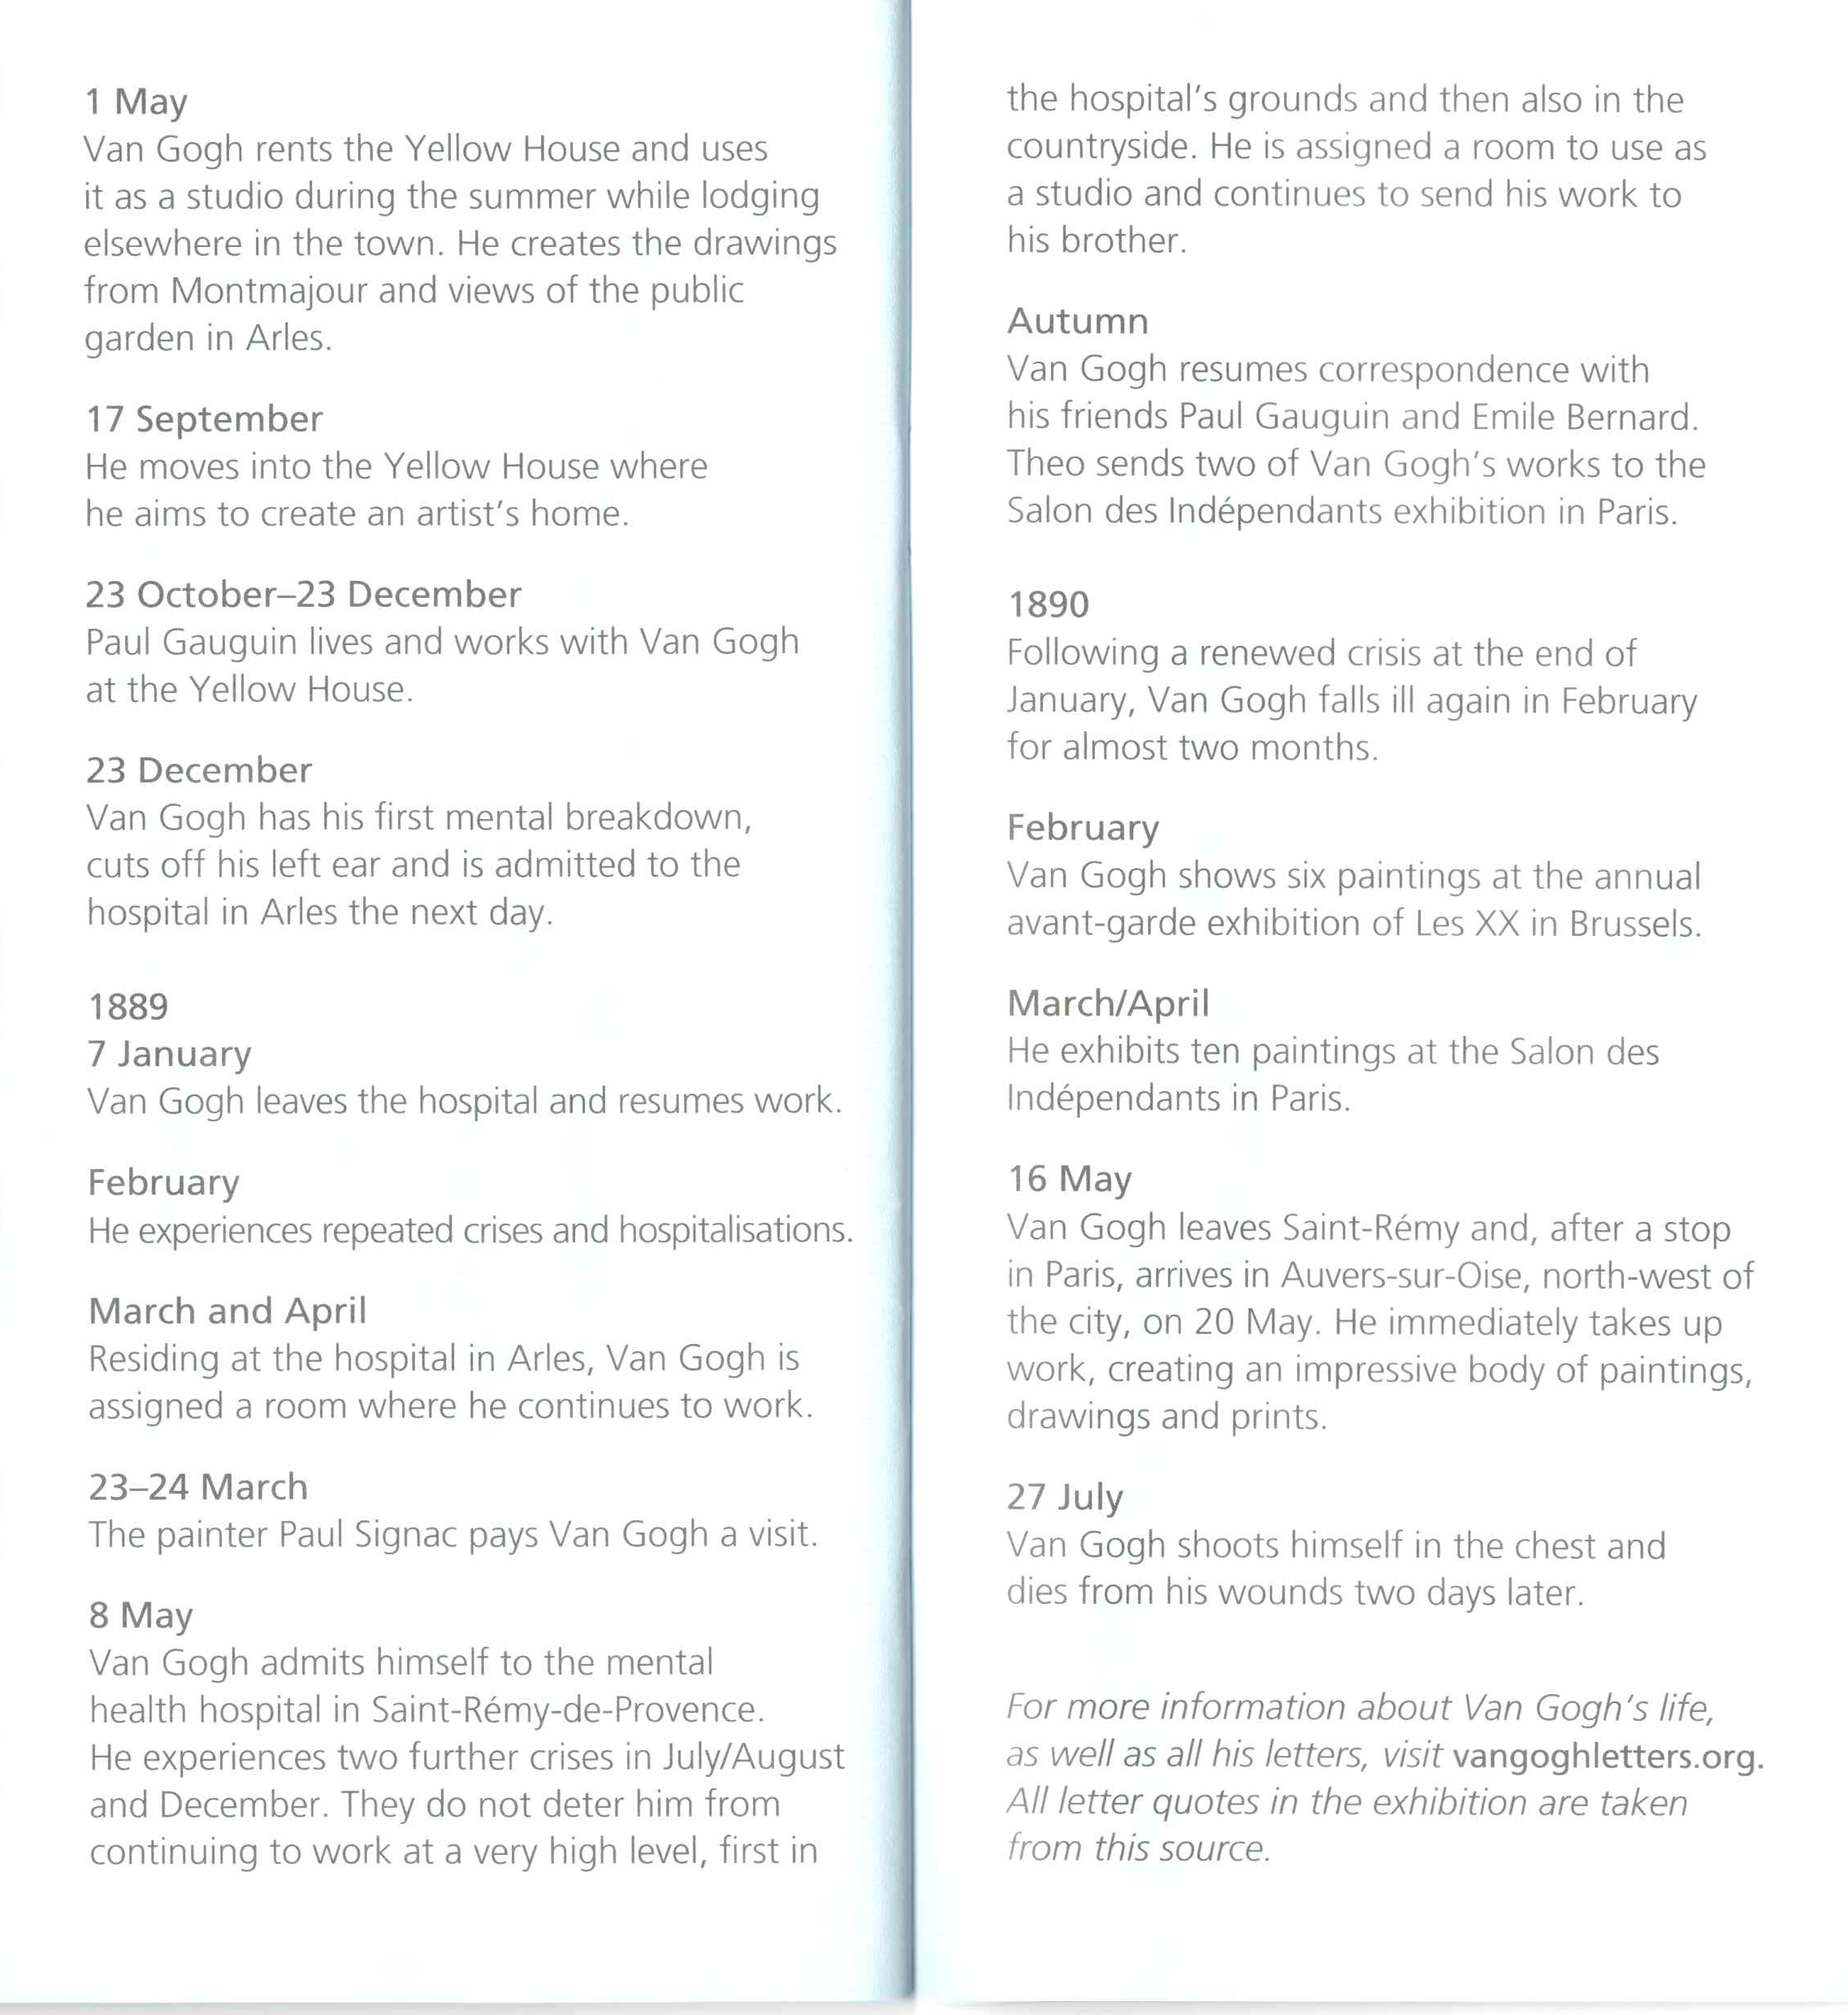 1 May
Van Gogh rents the Yellow House and uses
it as a studio during the summer while lodging
elsewhere in the town. He creates the drawings
from Montmajour and views of the public
garden in Arles.
17 September
He moves into the Yellow House where
he aims to create an artist's home.
23 October–23 December
Paul Gauguin lives and works with Van Gogh
at the Yellow House.
23 December
Van Gogh has his first mental breakdown,
cuts off his left ear and is admitted to the
hospital in Arles the next day.
1889
7 January
Van Gogh leaves the hospital and resumes work.
February
He experiences repeated crises and hospitalisations.
March and April
Residing at the hospital in Arles, Van Gogh is
assigned a room where he continues to work.
23–24 March
The painter Paul Signac pays Van Gogh a visit.
8 May
Van Gogh admits himself to the mental
health hospital in Saint-Rémy-de-Provence.
He experiences two further crises in July/August
and December. They do not deter him from
continuing to work at a very high level, first in
the hospital's grounds and then also in the
countryside. He is assigned a room to use as
a studio and continues to send his work to
his brother.
Autumn
Van Gogh resumes correspondence with
his friends Paul Gauguin and Emile Bernard.
Theo sends two of Van Gogh's works to the
Salon des Indépendants exhibition in Paris.
1890
Following a renewed crisis at the end of
January, Van Gogh falls ill again in February
for almost two months.
February
Van Gogh shows six paintings at the annual
avant-garde exhibition of Les XX in Brussels.
March/April
He exhibits ten paintings at the Salon des
Indépendants in Paris.
16 May
Van Gogh leaves Saint-Rémy and, after a stop
in Paris, arrives in Auvers-sur-Oise, north-west of
the city, on 20 May. He immediately takes up
work, creating an impressive body of paintings,
drawings and prints.
27 July
Van Gogh shoots himself in the chest and
dies from his wounds two days later.
For more information about Van Gogh's life,
as well as all his letters, visit vangoghletters.org.
All letter quotes in the exhibition are taken
from this source.